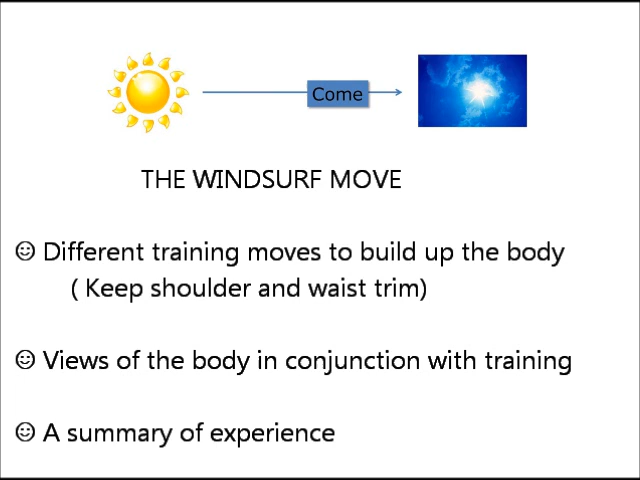 Come
THE WINDSURF MOVE
☺ Different training moves to build up the body
( Keep shoulder and waist trim)
☺ Views of the body in conjunction with training
☺ A summary of experience